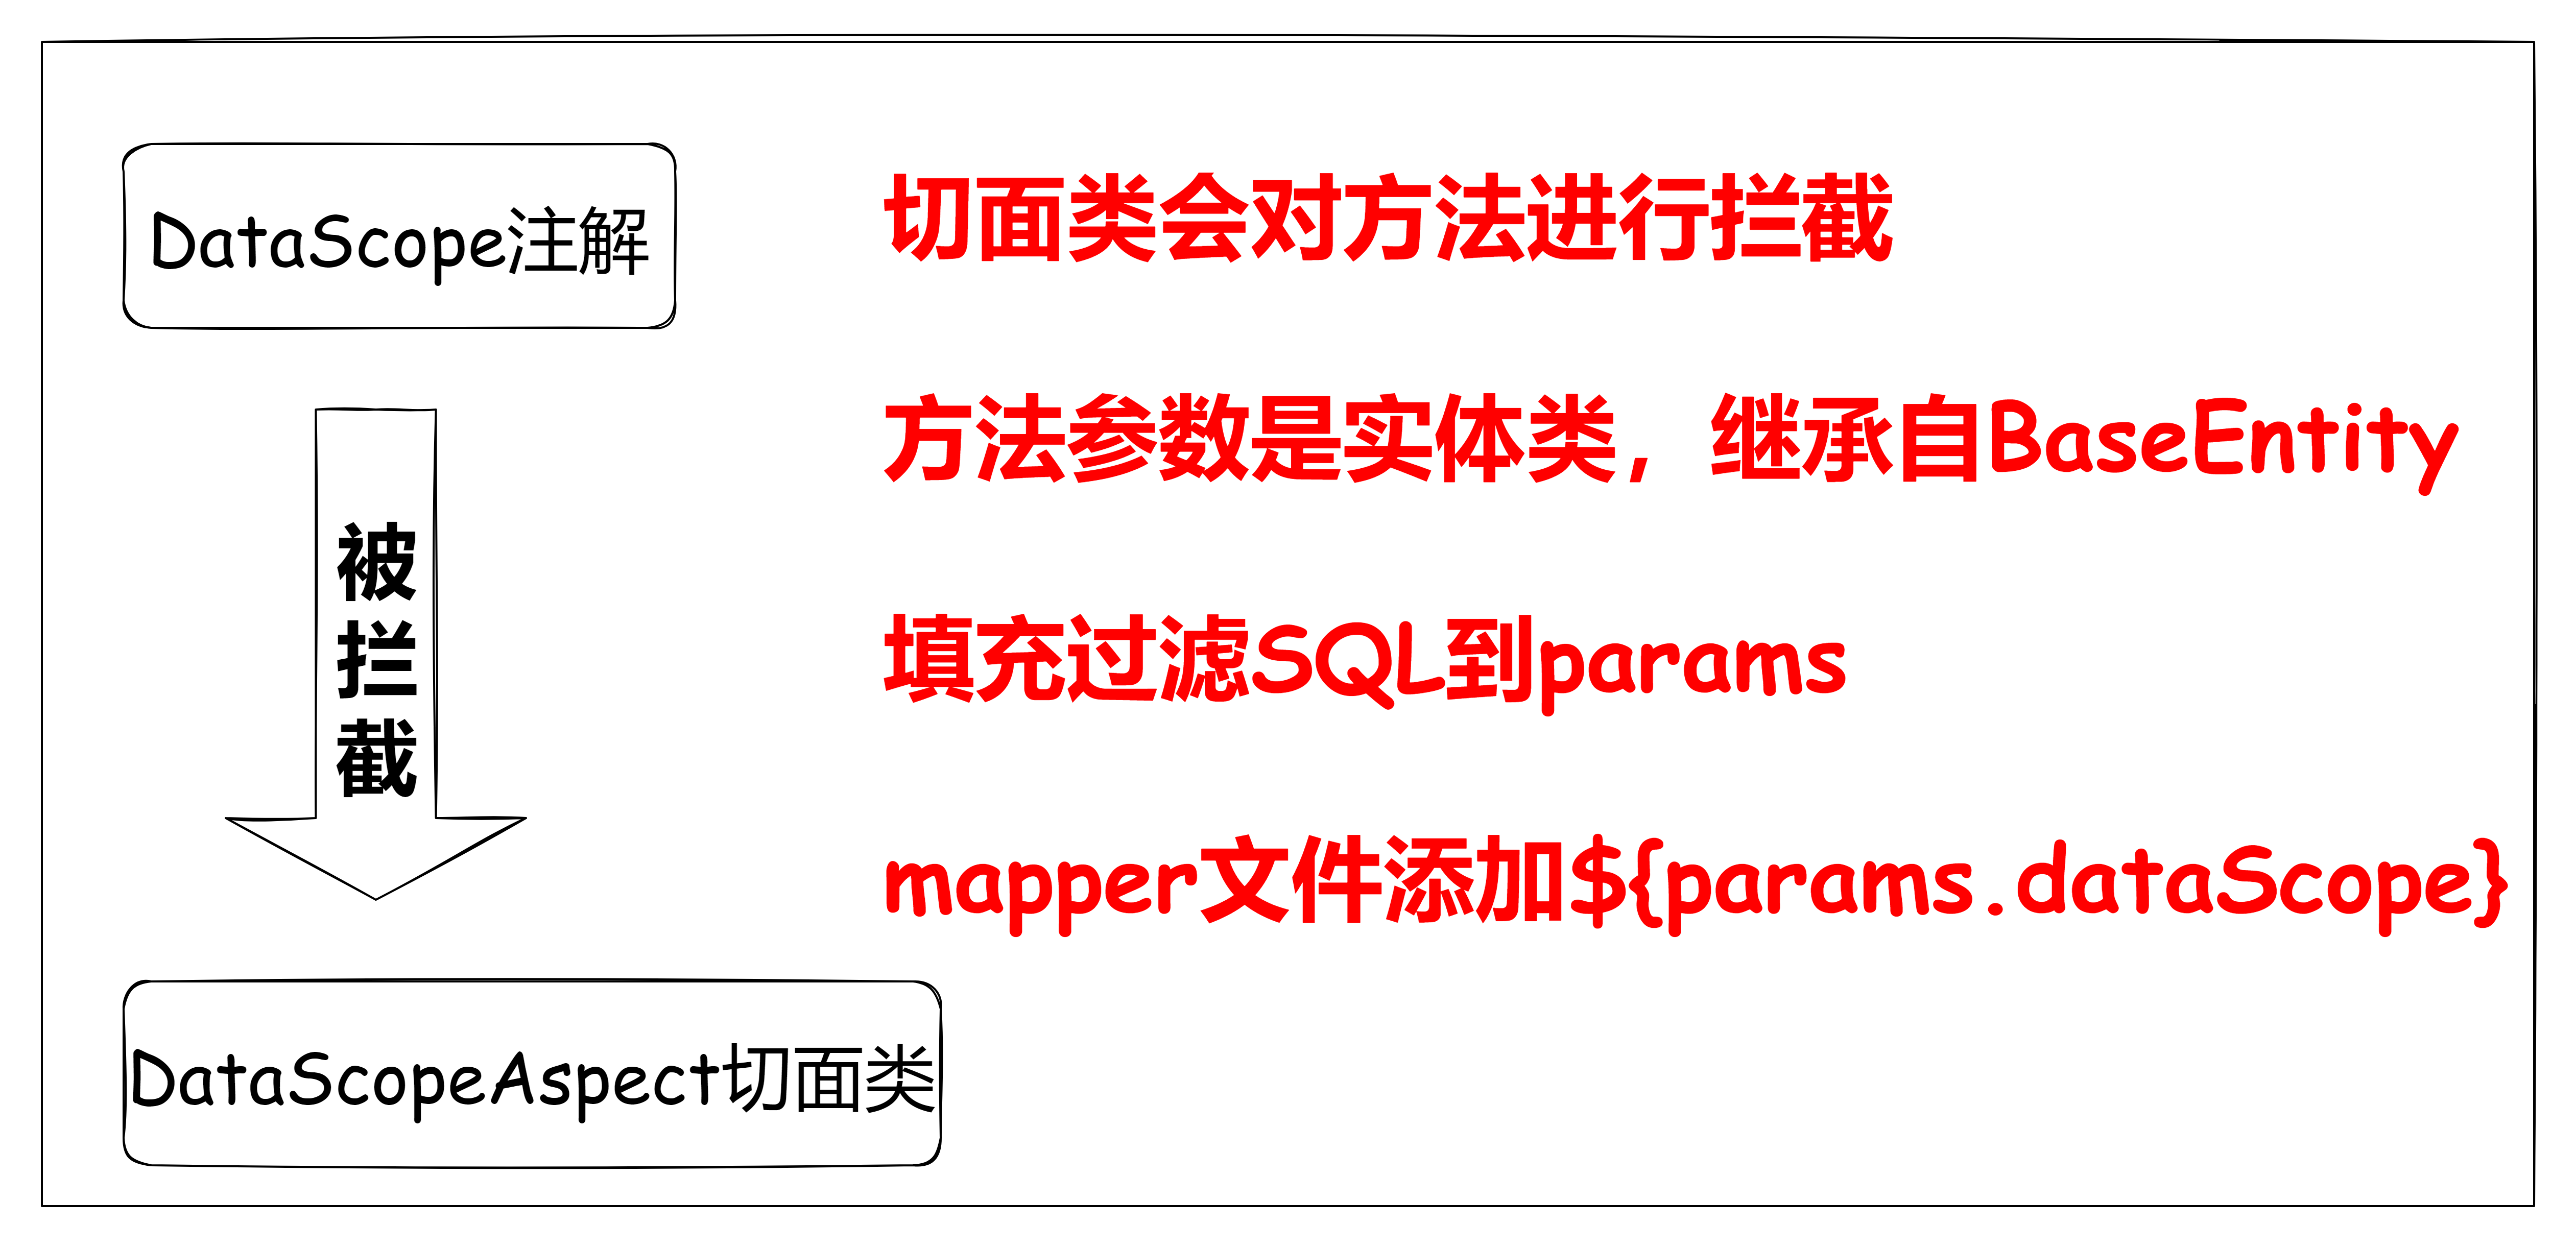 DataScope注解
切面类会对方法进行拦截
方法参数是实体类，继承自BaseEntity
被
拦
截
填充过滤SQL到params
mapper文件添加${params.dataScope}
DataScopeAspect切面类